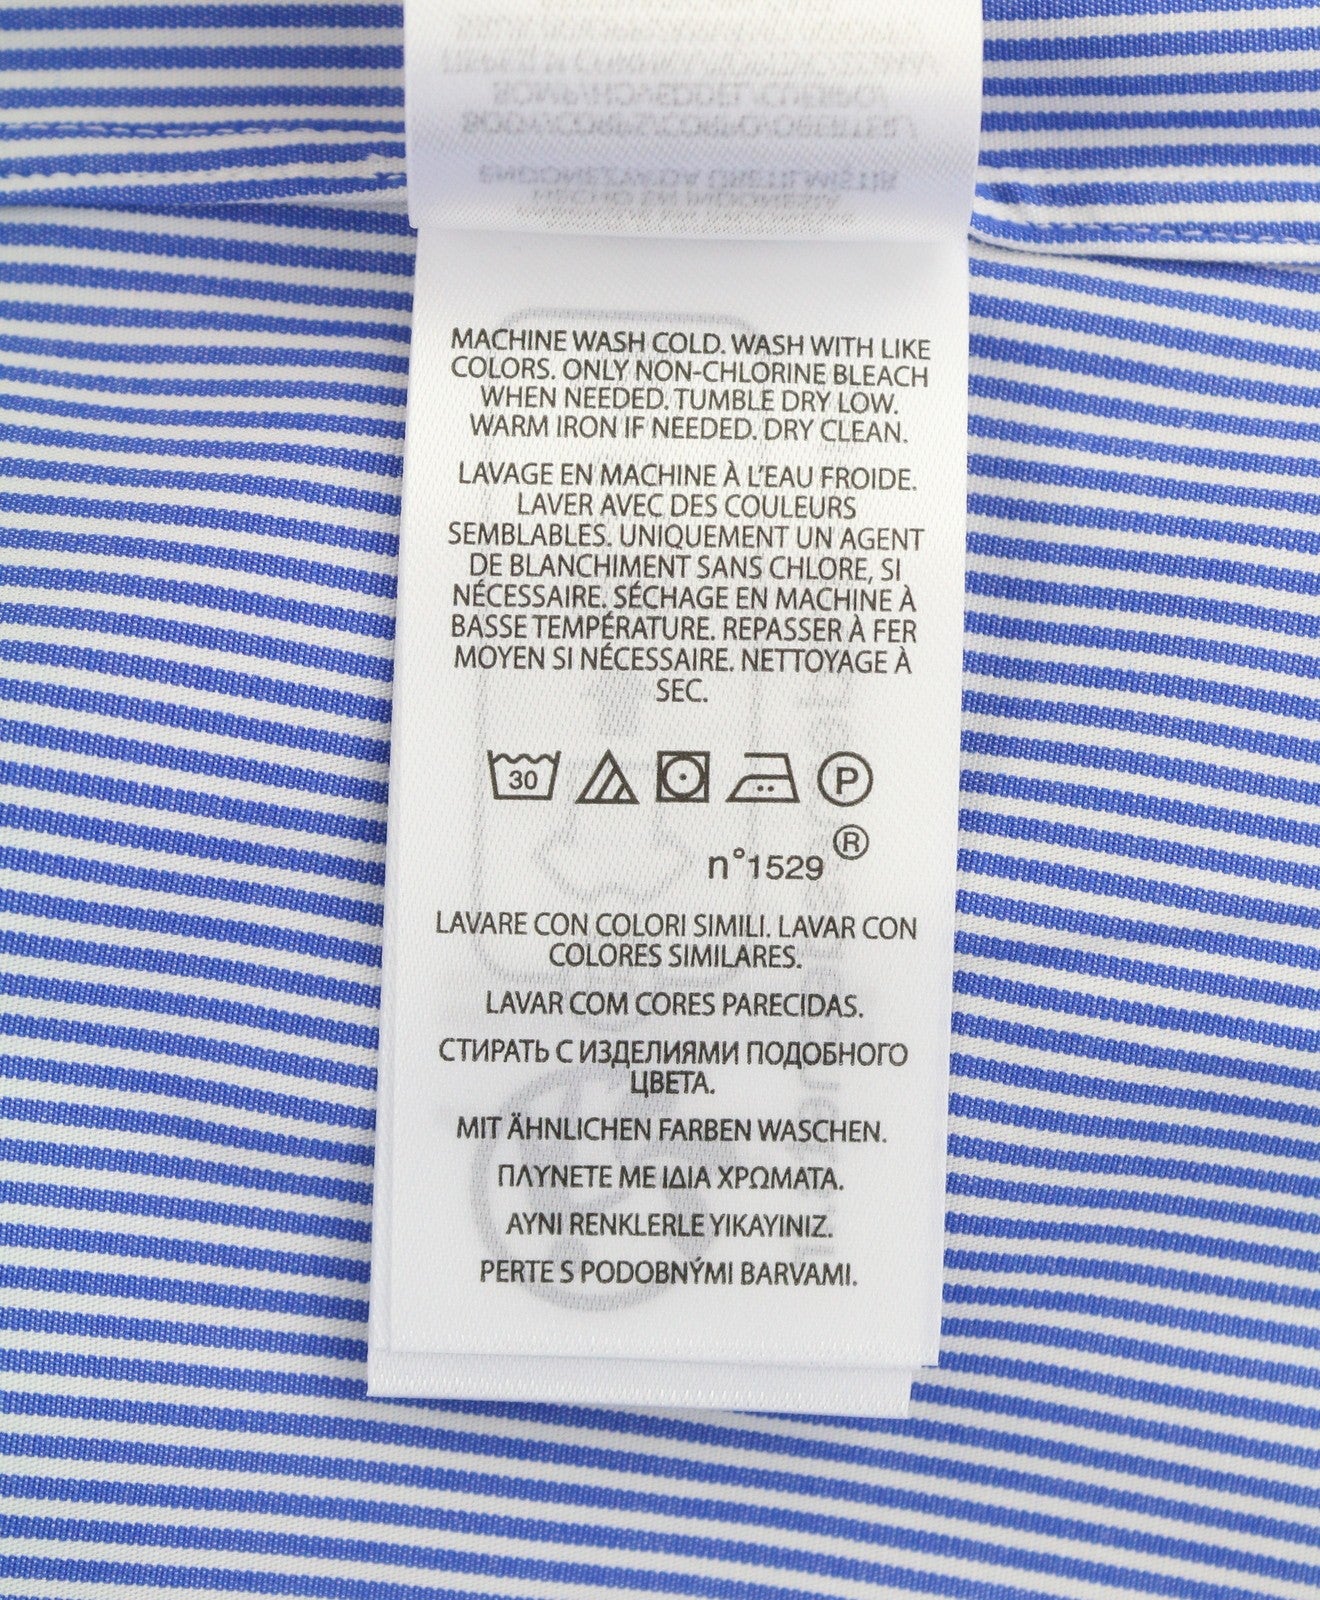 MACHINE WASH COLD. WASH WITH LIKE
COLORS. ONLY NON-CHLORINE BLEACH
WHEN NEEDED. TUMBLE DRY LOW.
WARM IRON IF NEEDED. DRY CLEAN.
LAVAGE EN MACHINE À L'EAU FROIDE.
LAVER AVEC DES COULEURS
SEMBLABLES. UNIQUEMENT UN AGENT
DE BLANCHIMENT SANS CHLORE, SI
NÉCESSAIRE. SÉCHAGE EN MACHINE À
BASSE TEMPÉRATURE. REPASSER À FER
MOYEN SI NÉCESSAIRE. NETTOYAGE À
SEC.
30 P
n°1529 ®
LAVARE CON COLORI SIMILI. LAVAR CON
COLORES SIMILARES.
LAVAR COM CORES PARECIDAS.
СТИРАТЬ С ИЗДЕЛИЯМИ ПОДОБНОГО
ЦВЕТА.
MIT ÄHNLICHEN FARBEN WASCHEN.
ΠΛΥΝΕΤΕ ΜΕ ΙΔΙΑ ΧΡΩΜΑΤΑ.
AYNI RENKLERLE YIKAYINIZ.
PERTE S PODOBNÝMI BARVAMI.